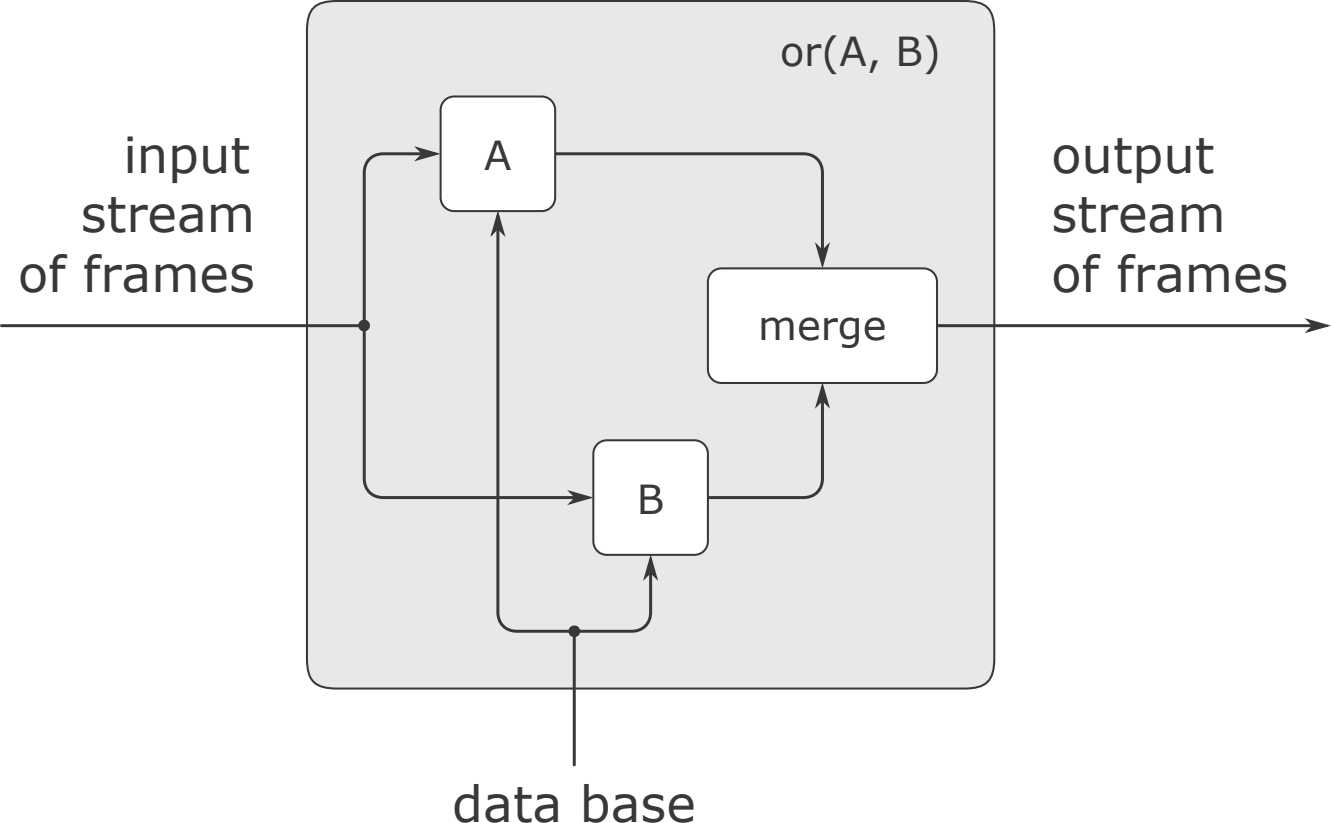 or(A, B)
input
stream
of frames
A
output
stream
of frames
merge
B
data base